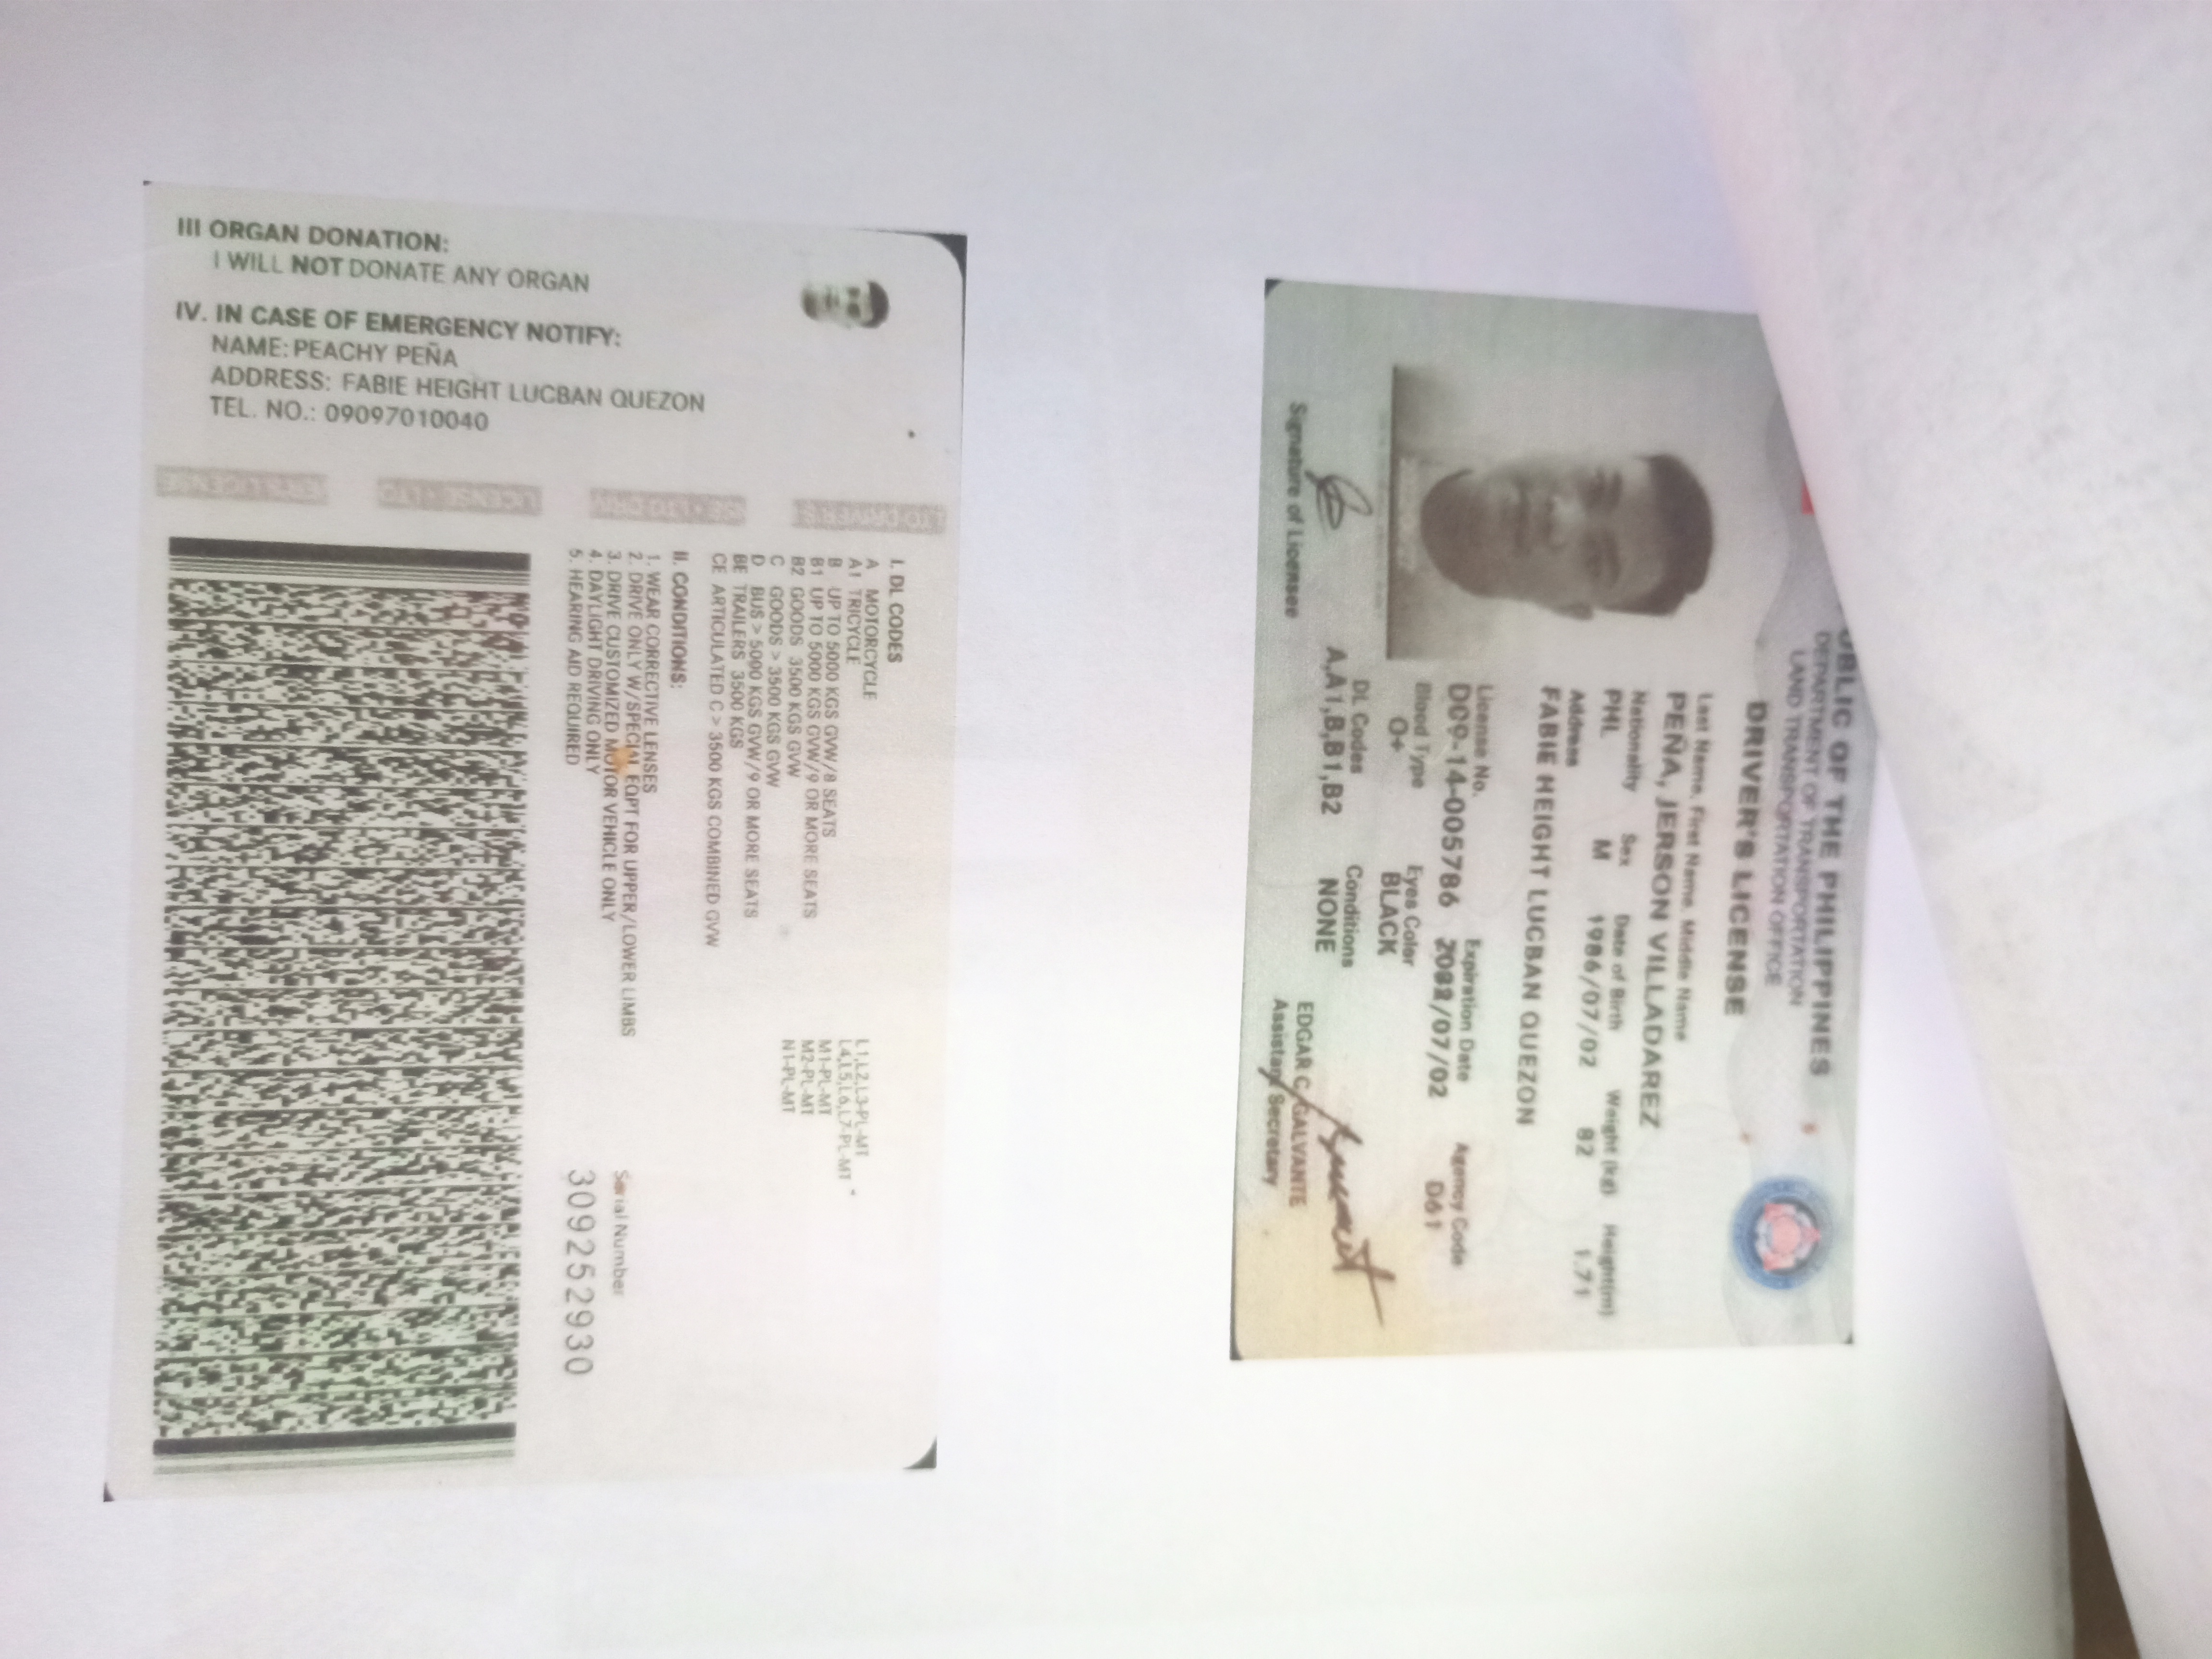 UBLIC OF THE PHILIPPINES
DEPARTMENT OF TRANSPORTATION
LAND TRANSPORTATION OFFICE
DRIVER'S LICENSE
Last Name, First Name, Middle Name
PEÑA, JERSON VILLADAREZ
Nationality Sex Date of Birth Weight (kg) Height(m)
PHL M 1986/07/02 82 1.71
Address
FABIE HEIGHT LUCBAN QUEZON
License No. Expiration Date Agency Code
D09-14-005786 D61
Blood Type Eyes Color
O+ BLACK
DL Codes Conditions
A,A1,B,B1,B2 NONE
Signature of Licensee
EDGAR C. GALVANTE
Assistant Secretary
I. DL CODES
A MOTORCYCLE L1,L2,L3-PL-MT
A1 TRICYCLE L4,L5,L6,L7-PL-MT
B UP TO 5000 KGS GVW/8 SEATS M1-PL-MT
B1 UP TO 5000 KGS GVW/9 OR MORE SEATS M2-PL-MT
B2 GOODS 3500 KGS GVW N1-PL-MT
C GOODS > 3500 KGS GVW
D BUS > 5000 KGS GVW/9 OR MORE SEATS
BE TRAILERS 3500 KGS
CE ARTICULATED C > 3500 KGS COMBINED GVW
II. CONDITIONS:
1. WEAR CORRECTIVE LENSES
2. DRIVE ONLY W/SPECIAL EQPT FOR UPPER/LOWER LIMBS
3. DRIVE CUSTOMIZED MOTOR VEHICLE ONLY
4. DAYLIGHT DRIVING ONLY
5. HEARING AID REQUIRED
Serial Number
309252930
III ORGAN DONATION:
I WILL NOT DONATE ANY ORGAN
IV. IN CASE OF EMERGENCY NOTIFY:
NAME: PEACHY PEÑA
ADDRESS: FABIE HEIGHT LUCBAN QUEZON
TEL. NO.: 09097010040